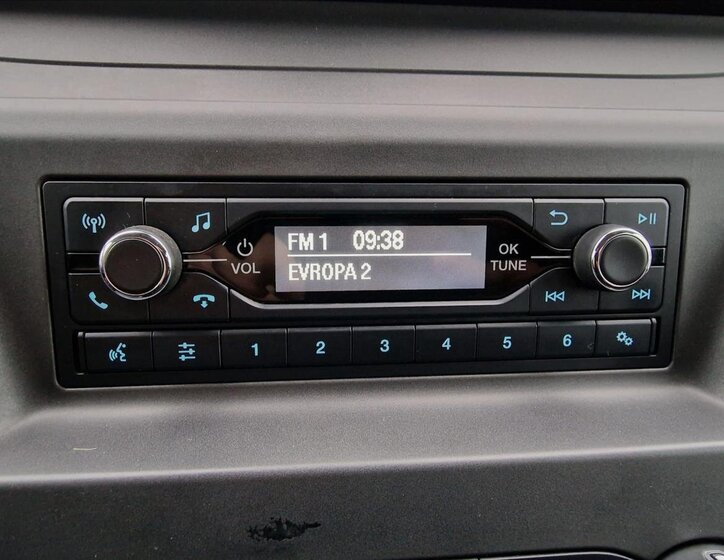 FM 1 09:38
EVROPA 2
VOL
OK
TUNE
1 2 3 4 5 6